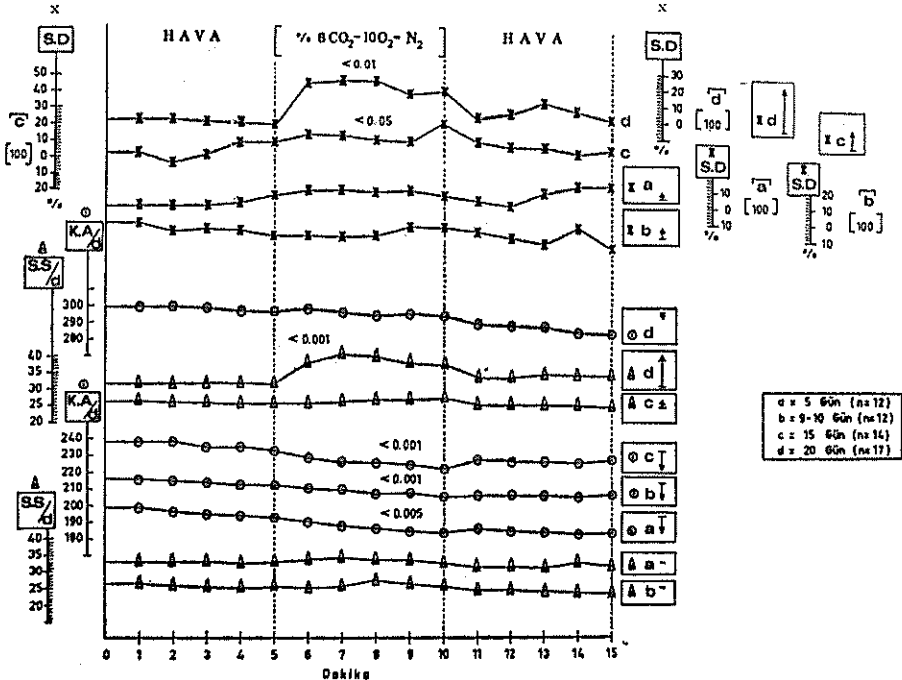 x
S.D
HAVA
% 8 CO₂-10O₂-N₂
HAVA
x
S.D
<0.01
50
40
30
20
10
0
10
20
%
[c]
[100]
d
<0.05
c
30
20
10
0
%
[d]
[100]
x d
x c
x a ±
x b ±
x
S.D
10
0
10
%
[a]
[100]
x
S.D
20
10
0
10
%
[b]
[100]
K.A/d
S.S/d
300
290
280
40
35
30
25
20
<0.001
d
d
c ±
K.A/d
240
230
220
210
200
190
180
<0.001
<0.001
<0.005
c
b
a
S.S/d
40
35
30
25
20
a -
b -
a = 5 Gün (n=12)
b = 9-10 Gün (n=12)
c = 15 Gün (n=14)
d = 20 Gün (n=17)
0 1 2 3 4 5 6 7 8 9 10 11 12 13 14 15
Dakika